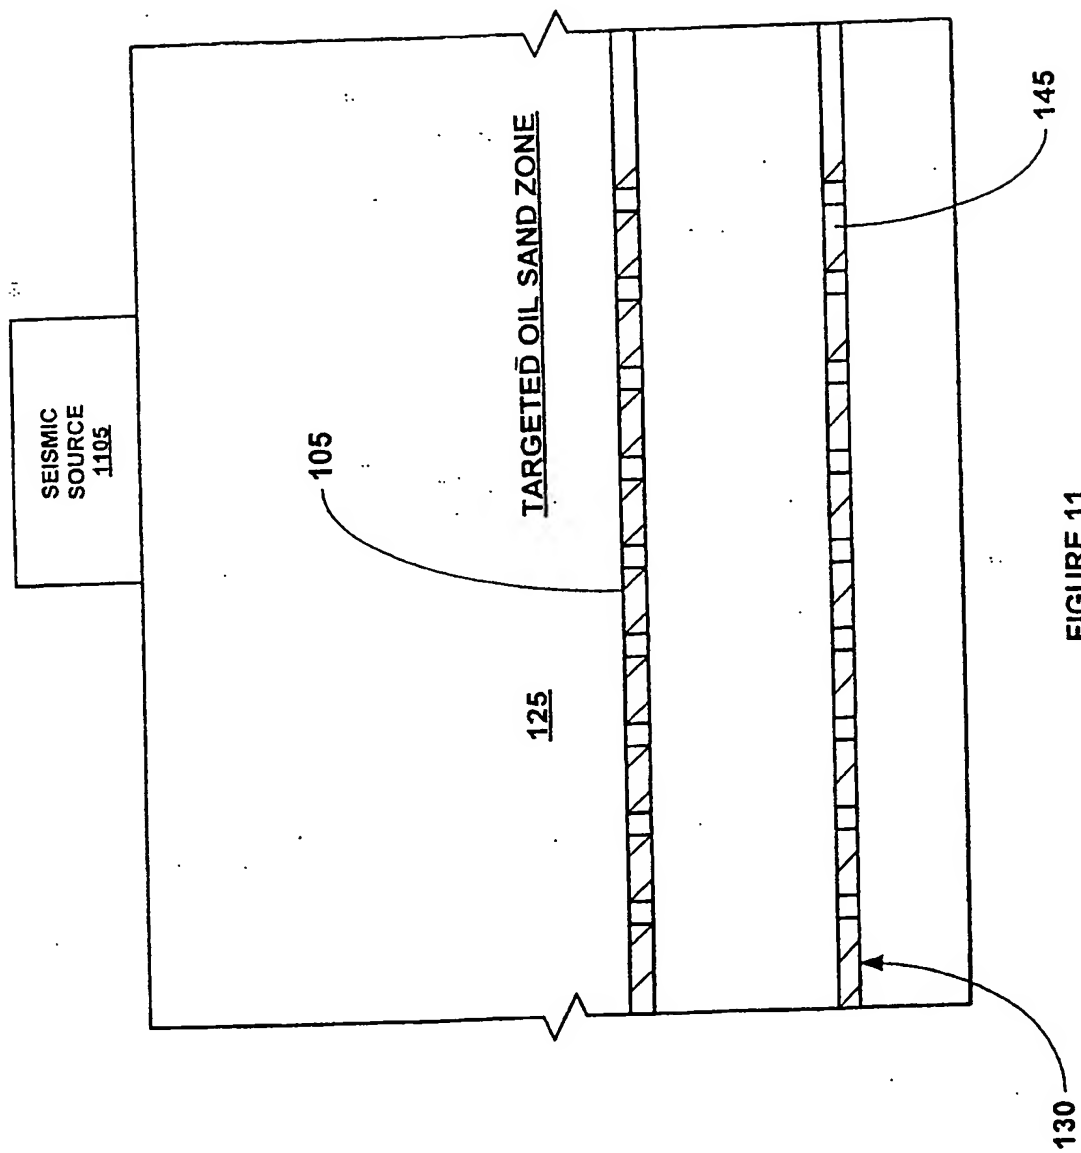 SEISMIC
SOURCE
1105
105
TARGETED OIL SAND ZONE
125
145
130
FIGURE 11